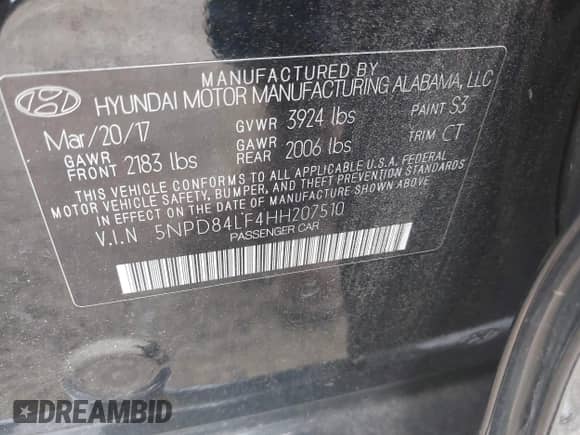 MANUFACTURED BY
HYUNDAI MOTOR MANUFACTURING ALABAMA, LLC
Mar/20/17 GVWR 3924 lbs PAINT S3
GAWR FRONT 2183 lbs GAWR REAR 2006 lbs TRIM CT
THIS VEHICLE CONFORMS TO ALL APPLICABLE U.S.A. FEDERAL
MOTOR VEHICLE SAFETY, BUMPER, AND THEFT PREVENTION STANDARDS
IN EFFECT ON THE DATE OF MANUFACTURE SHOWN ABOVE.
V.I.N 5NPD84LF4HH207510
PASSENGER CAR
DREAMBID